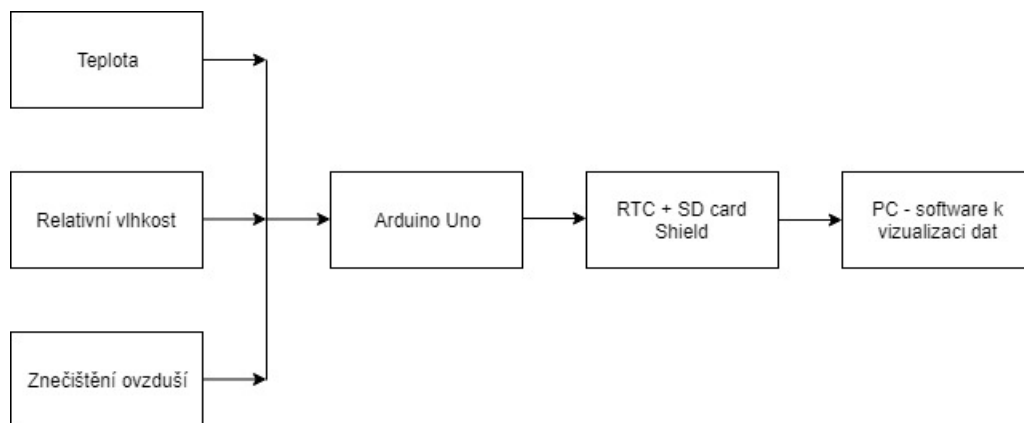 Teplota
Relativní vlhkost
Arduino Uno
RTC + SD card
Shield
PC - software k
vizualizaci dat
Znečištění ovzduší